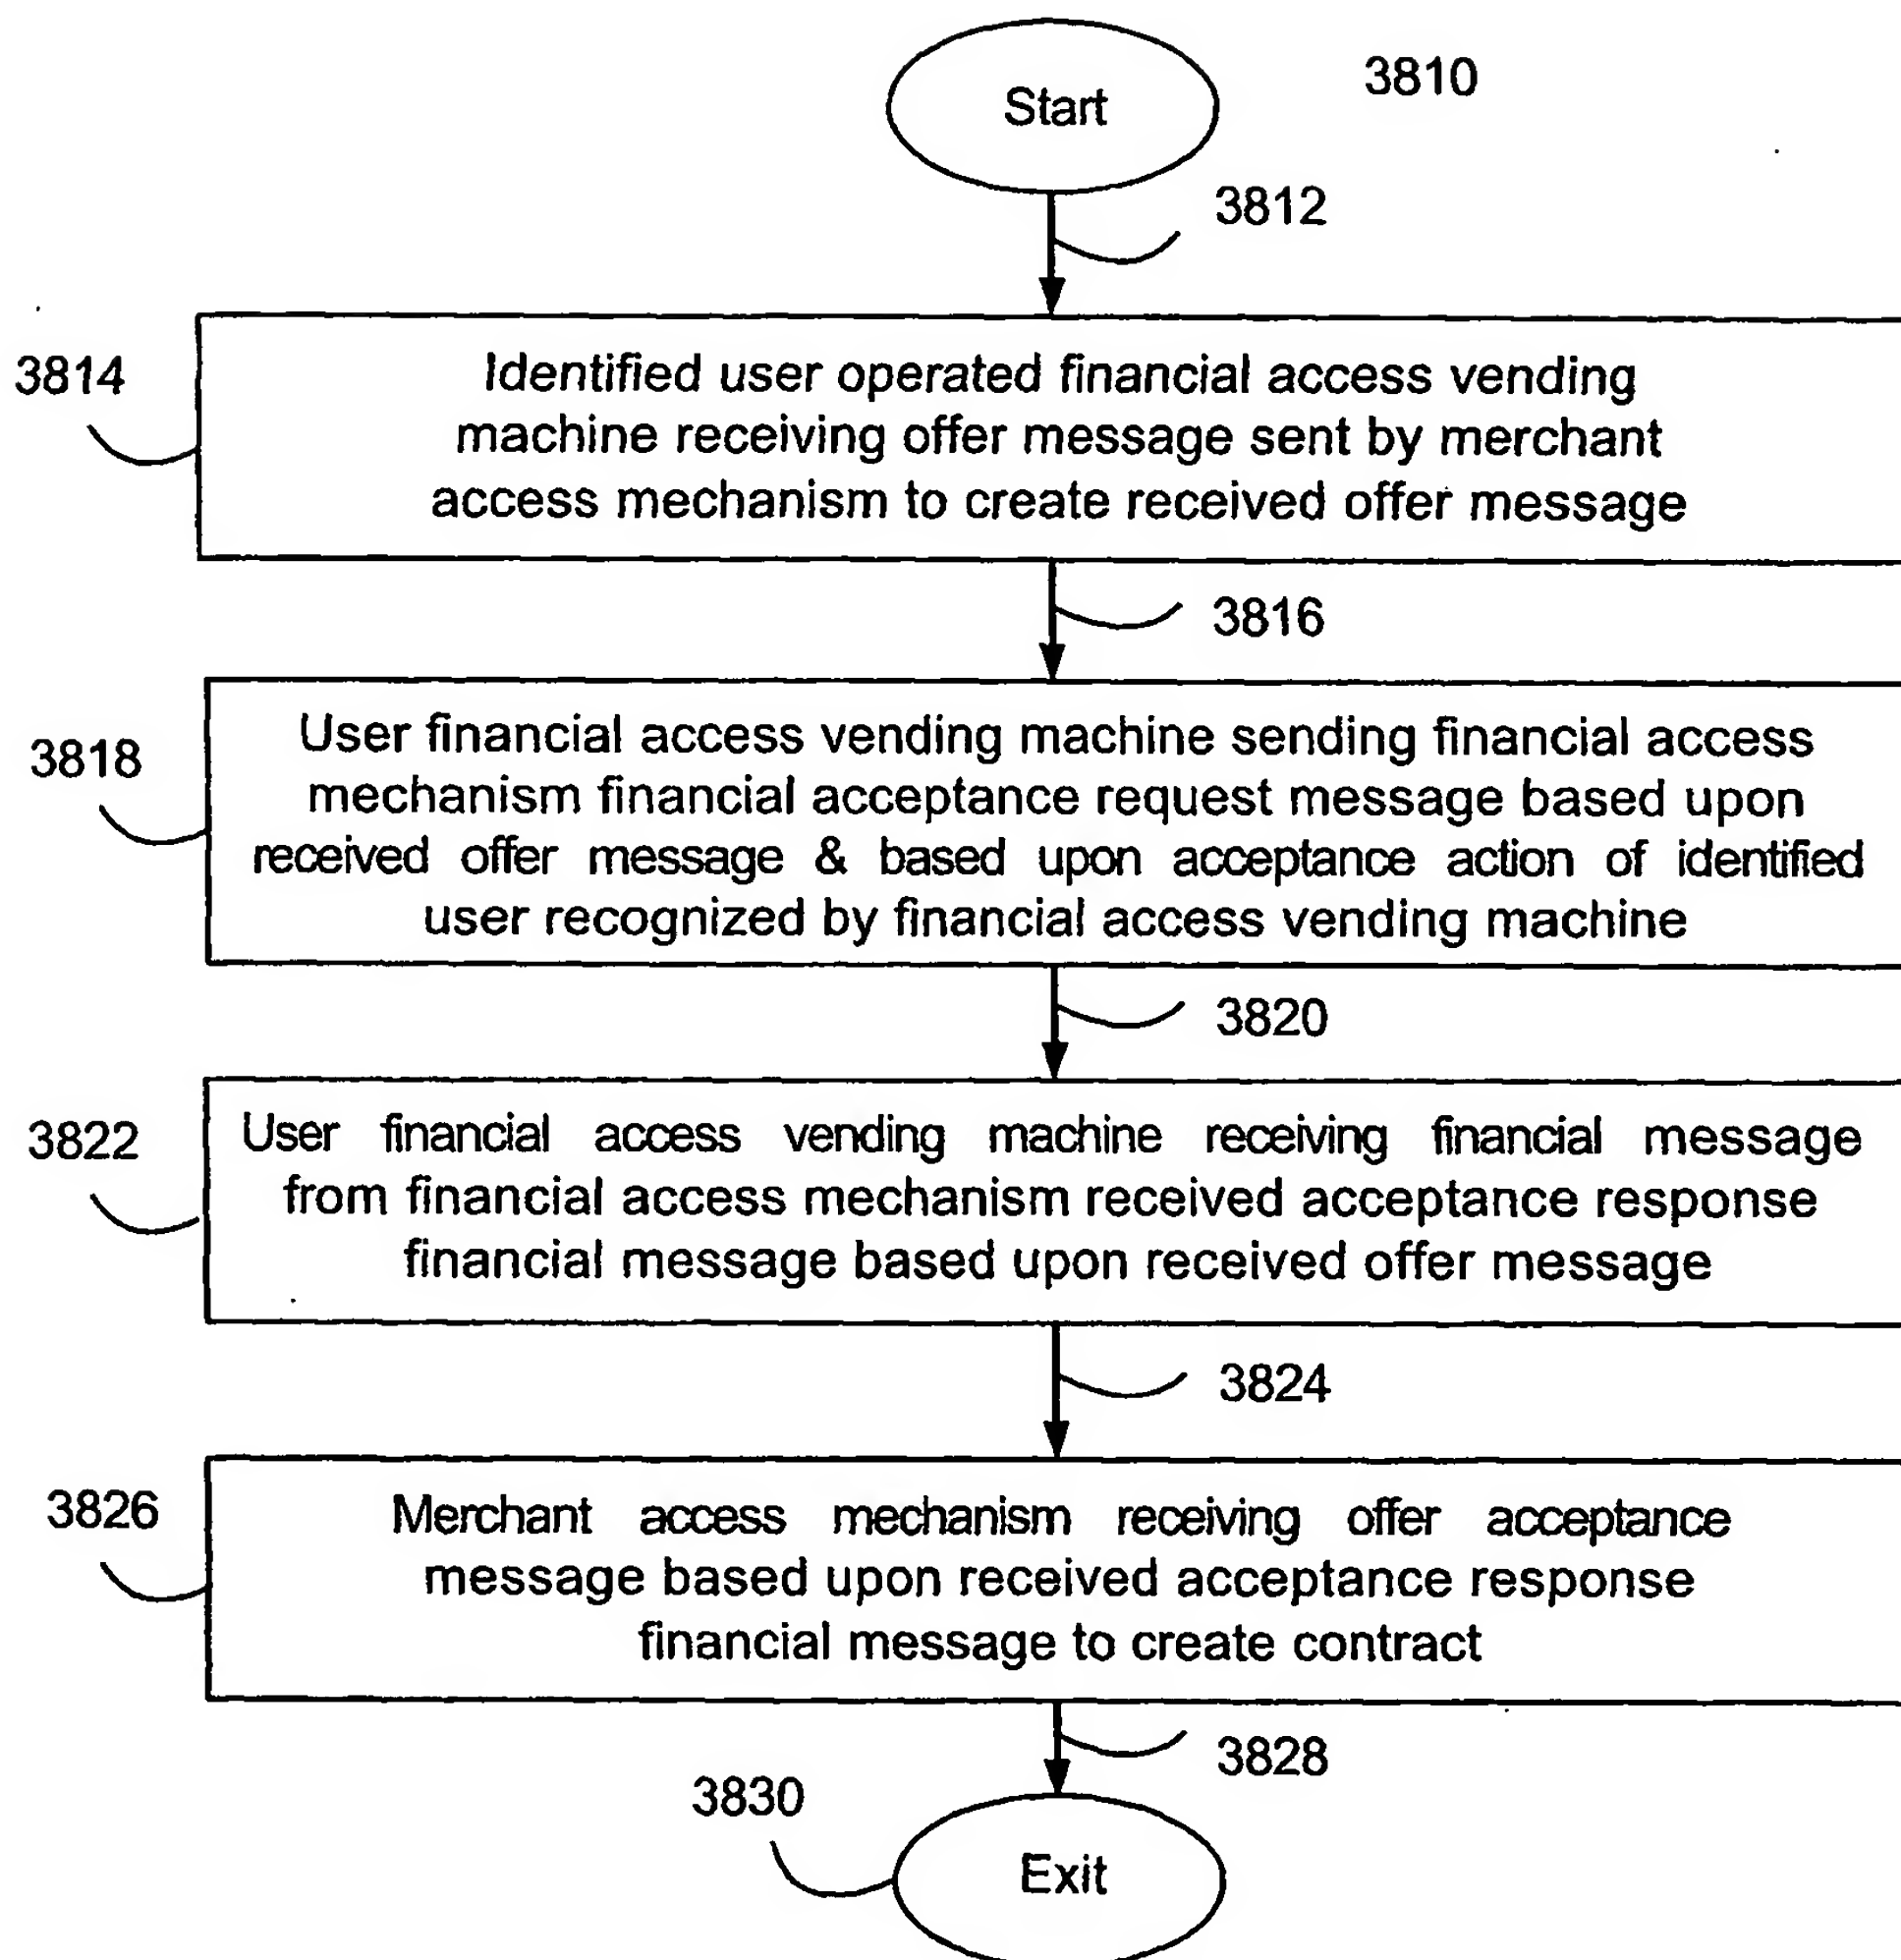 Start
3810
3812
3814
Identified user operated financial access vending
machine receiving offer message sent by merchant
access mechanism to create received offer message
3816
3818
User financial access vending machine sending financial access
mechanism financial acceptance request message based upon
received offer message & based upon acceptance action of identified
user recognized by financial access vending machine
3820
3822
User financial access vending machine receiving financial message
from financial access mechanism received acceptance response
financial message based upon received offer message
3824
3826
Merchant access mechanism receiving offer acceptance
message based upon received acceptance response
financial message to create contract
3828
3830
Exit